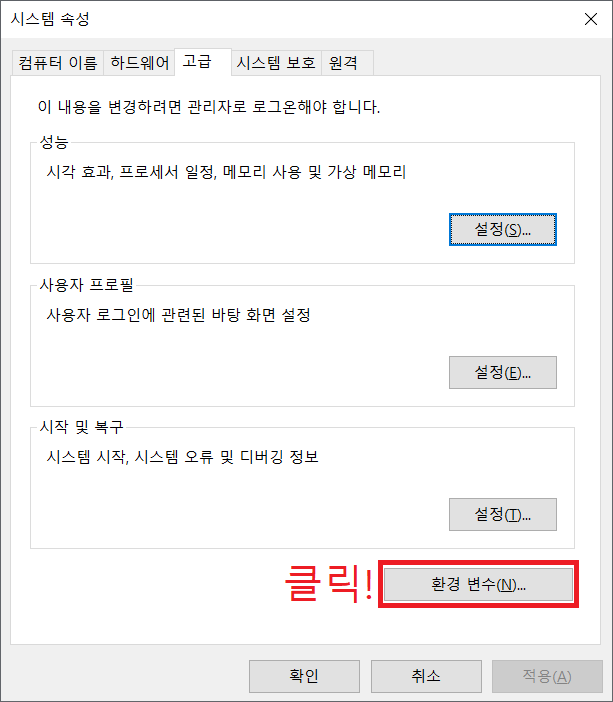 시스템 속성
컴퓨터 이름 하드웨어 고급 시스템 보호 원격
이 내용을 변경하려면 관리자로 로그온해야 합니다.
성능
시각 효과, 프로세서 일정, 메모리 사용 및 가상 메모리
설정(S)...
사용자 프로필
사용자 로그인에 관련된 바탕 화면 설정
설정(E)...
시작 및 복구
시스템 시작, 시스템 오류 및 디버깅 정보
설정(T)...
클릭! 환경 변수(N)...
확인 취소 적용(A)